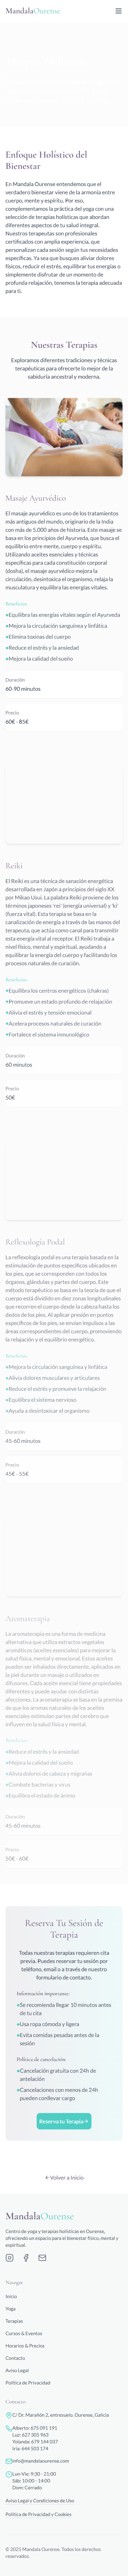 MandalaOurense
Enfoque Holístico del
Bienestar
En Mandala Ourense entendemos que el
verdadero bienestar viene de la armonía entre
cuerpo, mente y espíritu. Por eso,
complementamos la práctica del yoga con una
selección de terapias holísticas que abordan
diferentes aspectos de tu salud integral.
Nuestros terapeutas son profesionales
certificados con amplia experiencia, que
seleccionan para cada sesión las necesidades
específicas. Ya sea que busques aliviar dolores
físicos, reducir el estrés, equilibrar tus energías o
simplemente disfrutar de un momento de
profunda relajación, tenemos la terapia adecuada
para ti.
Nuestras Terapias
Exploramos diferentes tradiciones y técnicas
terapéuticas para ofrecerte lo mejor de la
sabiduría ancestral y moderna.
Masaje Ayurvédico
El masaje ayurvédico es uno de los tratamientos
más antiguos del mundo, originario de la India
con más de 5.000 años de historia. Este masaje se
basa en los principios del Ayurveda, que busca el
equilibrio entre mente, cuerpo y espíritu.
Utilizamos aceites esenciales y técnicas
específicas para cada constitución corporal
(dosha), el masaje ayurvédico estimula la
circulación, desintoxica el organismo, relaja la
musculatura y equilibra las energías vitales.
Beneficios:
•Equilibra las energías vitales según el Ayurveda
•Mejora la circulación sanguínea y linfática
•Elimina toxinas del cuerpo
•Reduce el estrés y la ansiedad
•Mejora la calidad del sueño
Duración
60-90 minutos
Precio
60€ - 85€
Reiki
El Reiki es una técnica de sanación energética
desarrollada en Japón a principios del siglo XX
por Mikao Usui. La palabra Reiki proviene de los
términos japoneses 'rei' (energía universal) y 'ki'
(fuerza vital). Esta terapia se basa en la
canalización de energía a través de las manos del
terapeuta, que actúa como canal para transmitir
esta energía vital al receptor. El Reiki trabaja a
nivel físico, mental y espiritual, ayudando a
equilibrar la energía del cuerpo y facilitando los
procesos naturales de curación.
Beneficios:
•Equilibra los centros energéticos (chakras)
•Promueve un estado profundo de relajación
•Alivia el estrés y tensión emocional
•Acelera procesos naturales de curación
•Fortalece el sistema inmunológico
Duración
60 minutos
Precio
50€
Reflexología Podal
La reflexología podal es una terapia basada en la
estimulación de puntos específicos ubicados en
los pies, que se corresponden con todos los
órganos, glándulas y partes del cuerpo. Este
método terapéutico se basa en la teoría de que el
cuerpo está dividido en diez zonas longitudinales
que recorren el cuerpo desde la cabeza hasta los
pies. Al aplicar presión en estos puntos
específicos de los pies, se envían impulsos a las
áreas correspondientes del cuerpo, promoviendo
la relajación y el equilibrio energético.
Beneficios:
•Mejora la circulación sanguínea y linfática
•Alivia dolores musculares y articulares
•Reduce el estrés y promueve la relajación
•Equilibra el sistema nervioso
•Ayuda a desintoxicar el organismo
Duración
45-60 minutos
Precio
45€ - 55€
Aromaterapia
La aromaterapia es una forma de medicina
alternativa que utiliza extractos vegetales
aromáticos (aceites esenciales) para mejorar la
salud física, mental y emocional. Estos aceites
pueden ser inhalados directamente, aplicados en
la piel durante un masaje, o utilizados en
difusores. Cada aceite esencial tiene propiedades
diferentes y puede ayudar con distintas
afecciones. La aromaterapia se basa en la premisa
de que los aromas naturales de los aceites
esenciales estimulan partes del cerebro que
influyen en la salud física y mental.
Beneficios:
•Reduce el estrés y la ansiedad
•Mejora la calidad del sueño
•Alivia dolores de cabeza y migrañas
•Combate bacterias y virus
•Equilibra el estado de ánimo
Duración
45-60 minutos
Precio
50€ - 60€
Reserva Tu Sesión de
Terapia
Todas nuestras terapias requieren cita
previa. Puedes reservar tu sesión por
teléfono, email o a través de nuestro
formulario de contacto.
Información importante:
•Se recomienda llegar 10 minutos antes
de tu cita
•Usa ropa cómoda y ligera
•Evita comidas pesadas antes de la
sesión
Política de cancelación:
•Cancelación gratuita con 24h de
antelación
•Cancelaciones con menos de 24h
pueden conllevar cargo
Reserva tu Terapia
Volver a Inicio
MandalaOurense
Centro de yoga y terapias holísticas en Ourense,
ofreciendo un espacio para el bienestar físico, mental y
espiritual.
Navegar
Inicio
Yoga
Terapias
Cursos & Eventos
Horarios & Precios
Contacto
Aviso Legal
Política de Privacidad
Contacto
C/ Dr. Marañón 2, entresuelo. Ourense, Galicia
Alberto: 675 091 191
Luz: 627 305 963
Yolanda: 679 144 037
Iria: 644 503 174
info@mandalaourense.com
Lun-Vie: 9:30 - 21:00
Sáb: 10:00 - 14:00
Dom: Cerrado
Aviso Legal y Condiciones de Uso
Política de Privacidad y Cookies
© 2025 Mandala Ourense. Todos los derechos
reservados.